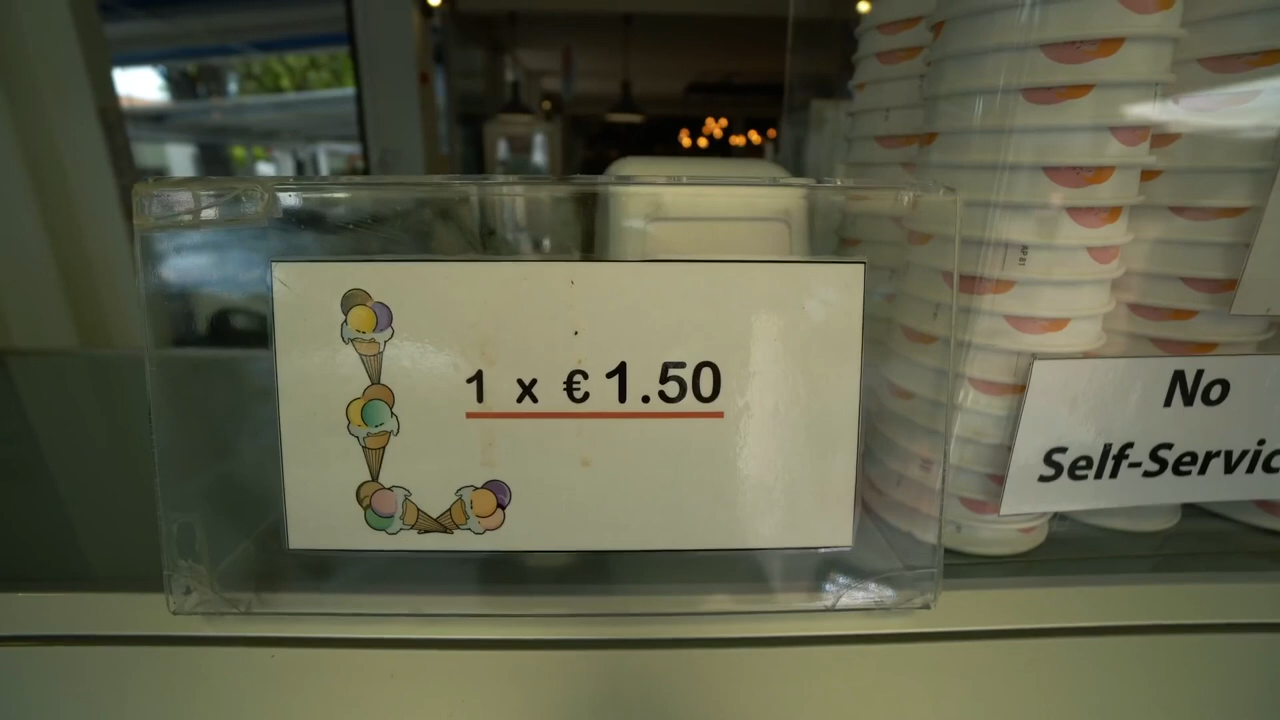 1 x € 1.50
No
Self-Servic